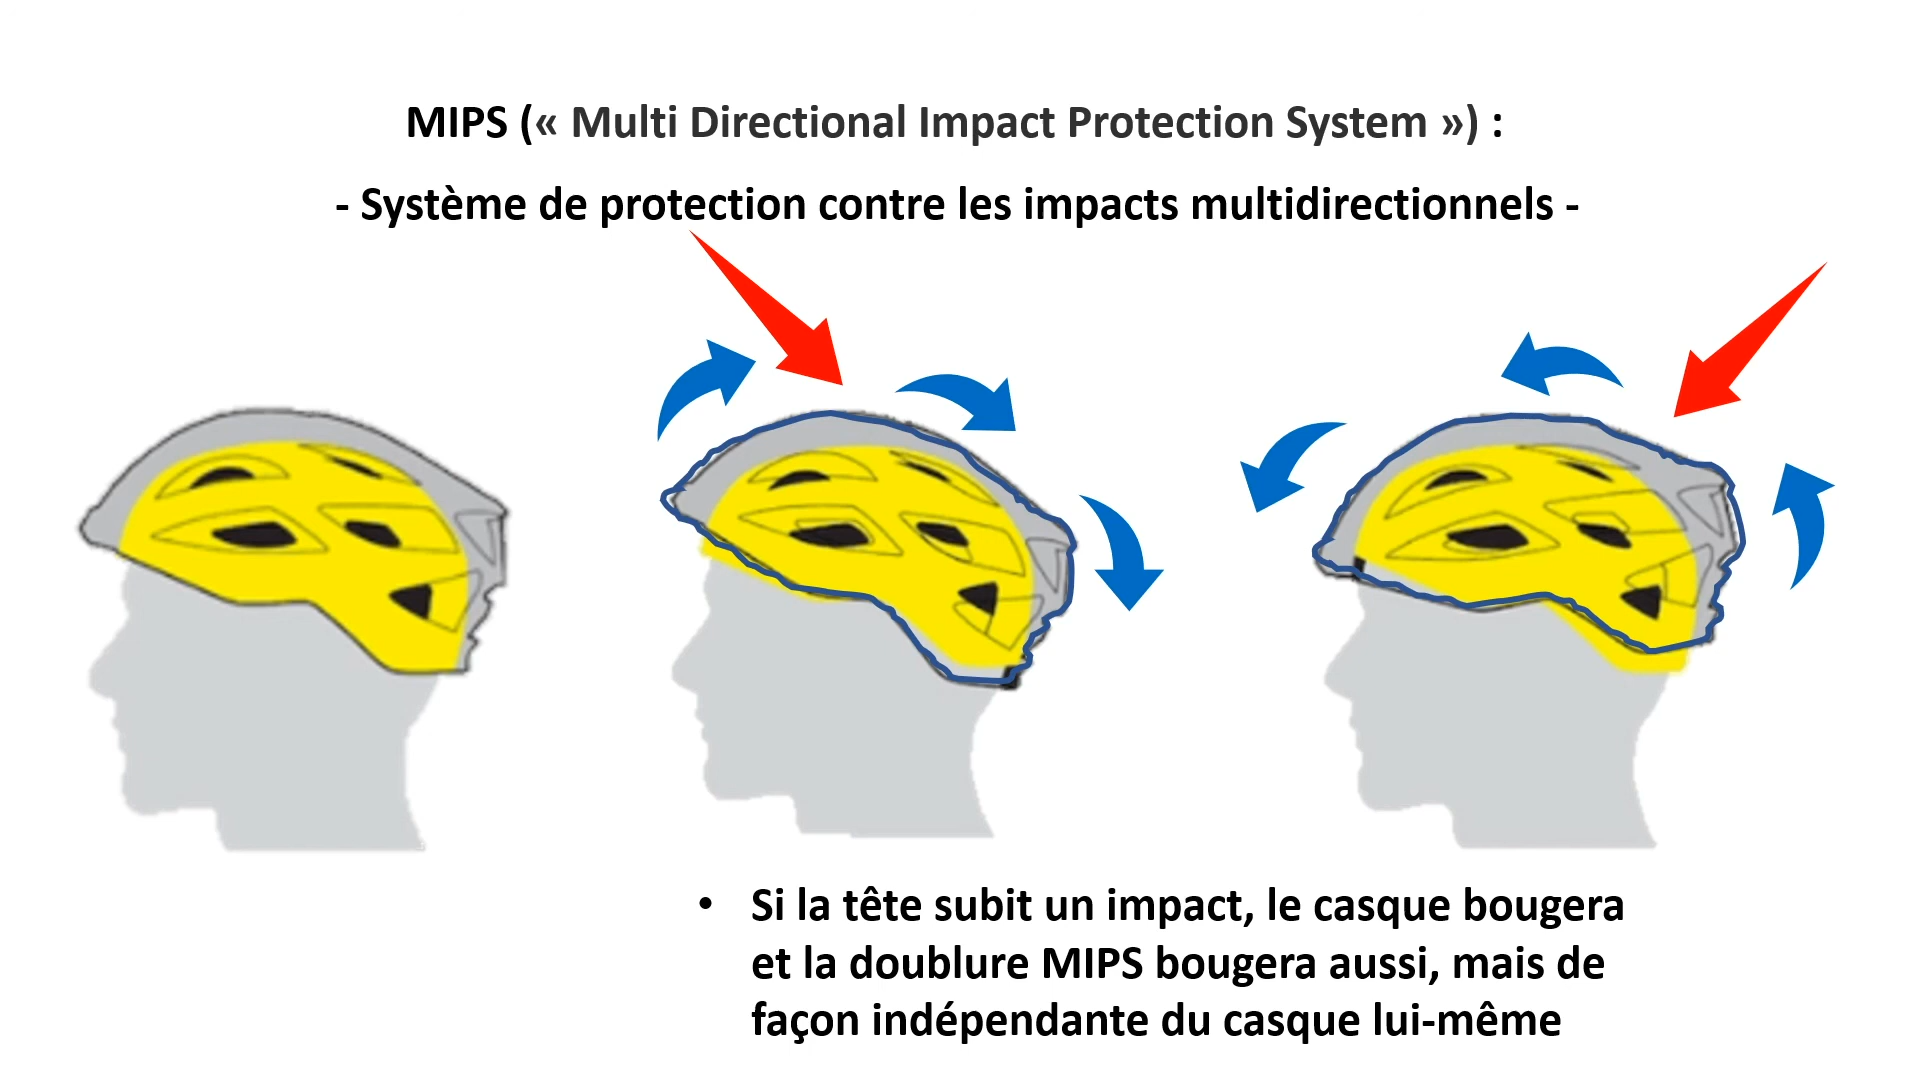 MIPS (« Multi Directional Impact Protection System ») :
- Système de protection contre les impacts multidirectionnels -
• Si la tête subit un impact, le casque bougera
et la doublure MIPS bougera aussi, mais de
façon indépendante du casque lui-même